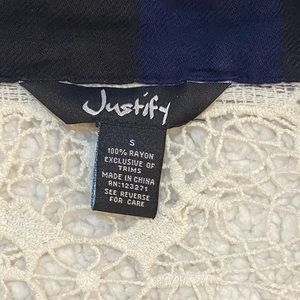 Justify
S
100% RAYON
EXCLUSIVE OF
TRIMS
MADE IN CHINA
RN:123271
SEE REVERSE
FOR CARE